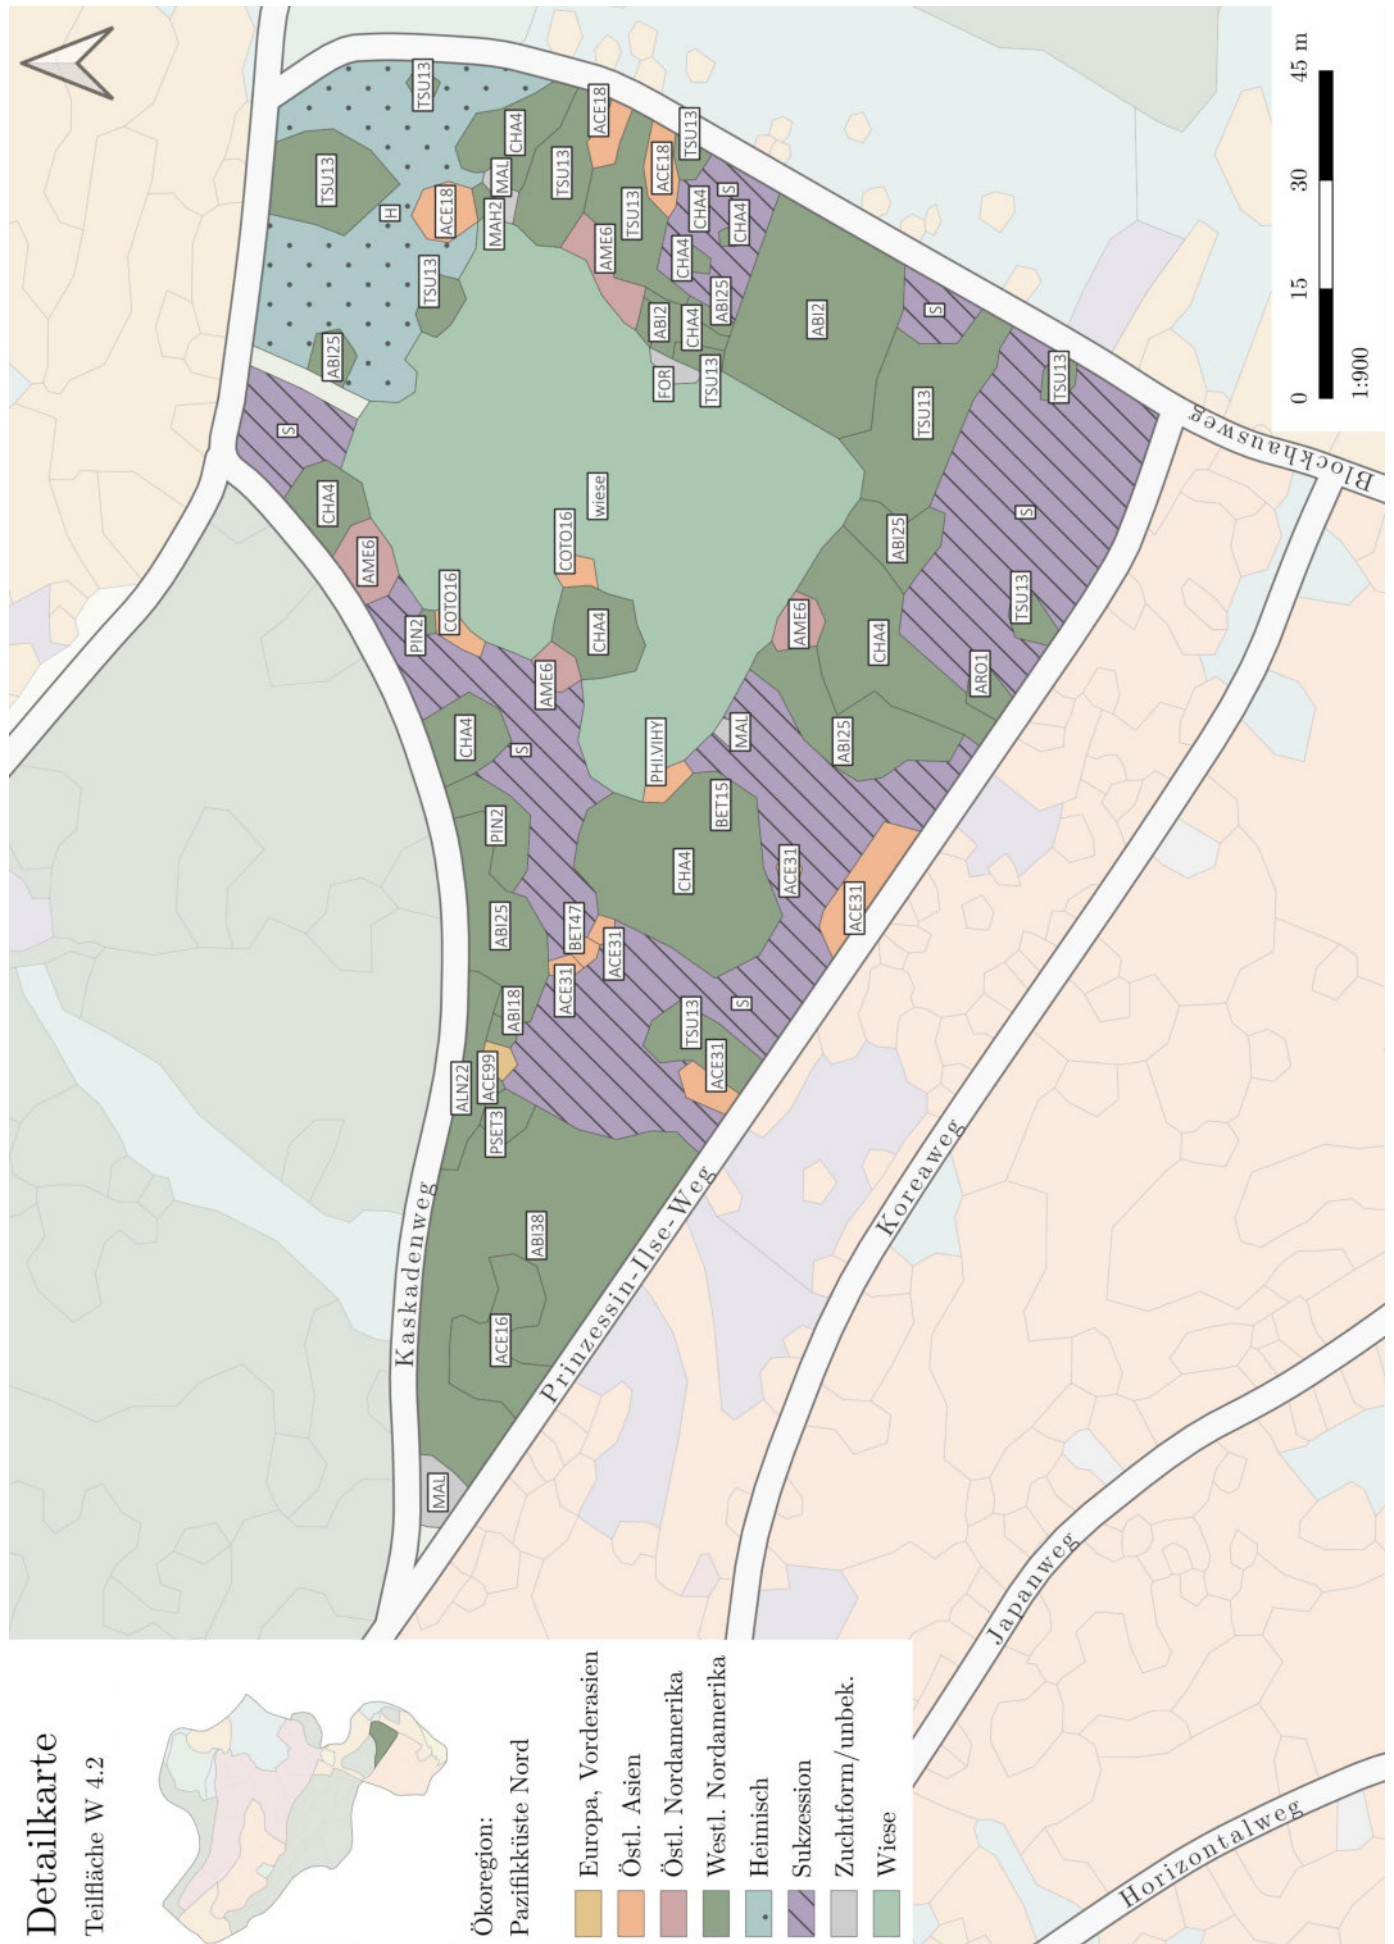 Detailkarte
Teilfläche W 4.2
Ökoregion:
Pazifikküste Nord
Europa, Vorderasien
Östl. Asien
Östl. Nordamerika
Westl. Nordamerika
Heimisch
Sukzession
Zuchtform/unbek.
Wiese
MAL
Kaskadenweg
ACE16
ABI38
PSET3
ALN22
ACE99
ABI18
ABI25
PIN2
CHA4
S
ACE31
BET47
ACE31
TSU13
ACE31
S
CHA4
BET15
ACE31
ACE31
PHI.VIHY
MAL
AME6
CHA4
COTO16
wiese
PIN2
COTO16
AME6
CHA4
S
ABI25
TSU13
H
TSU13
ACE18
TSU13
MAH2
MAL
CHA4
TSU13
ACE18
AME6
TSU13
ACE18
TSU13
ABI2
CHA4
CHA4
CHA4
S
CHA4
ABI25
FOR
TSU13
ABI2
S
TSU13
TSU13
ABI25
AME6
CHA4
ABI25
ARO1
TSU13
S
Prinzessin-Ilse-Weg
Koreaweg
Japanweg
Horizontalweg
Blockhausweg
0
15
30
45 m
1:900